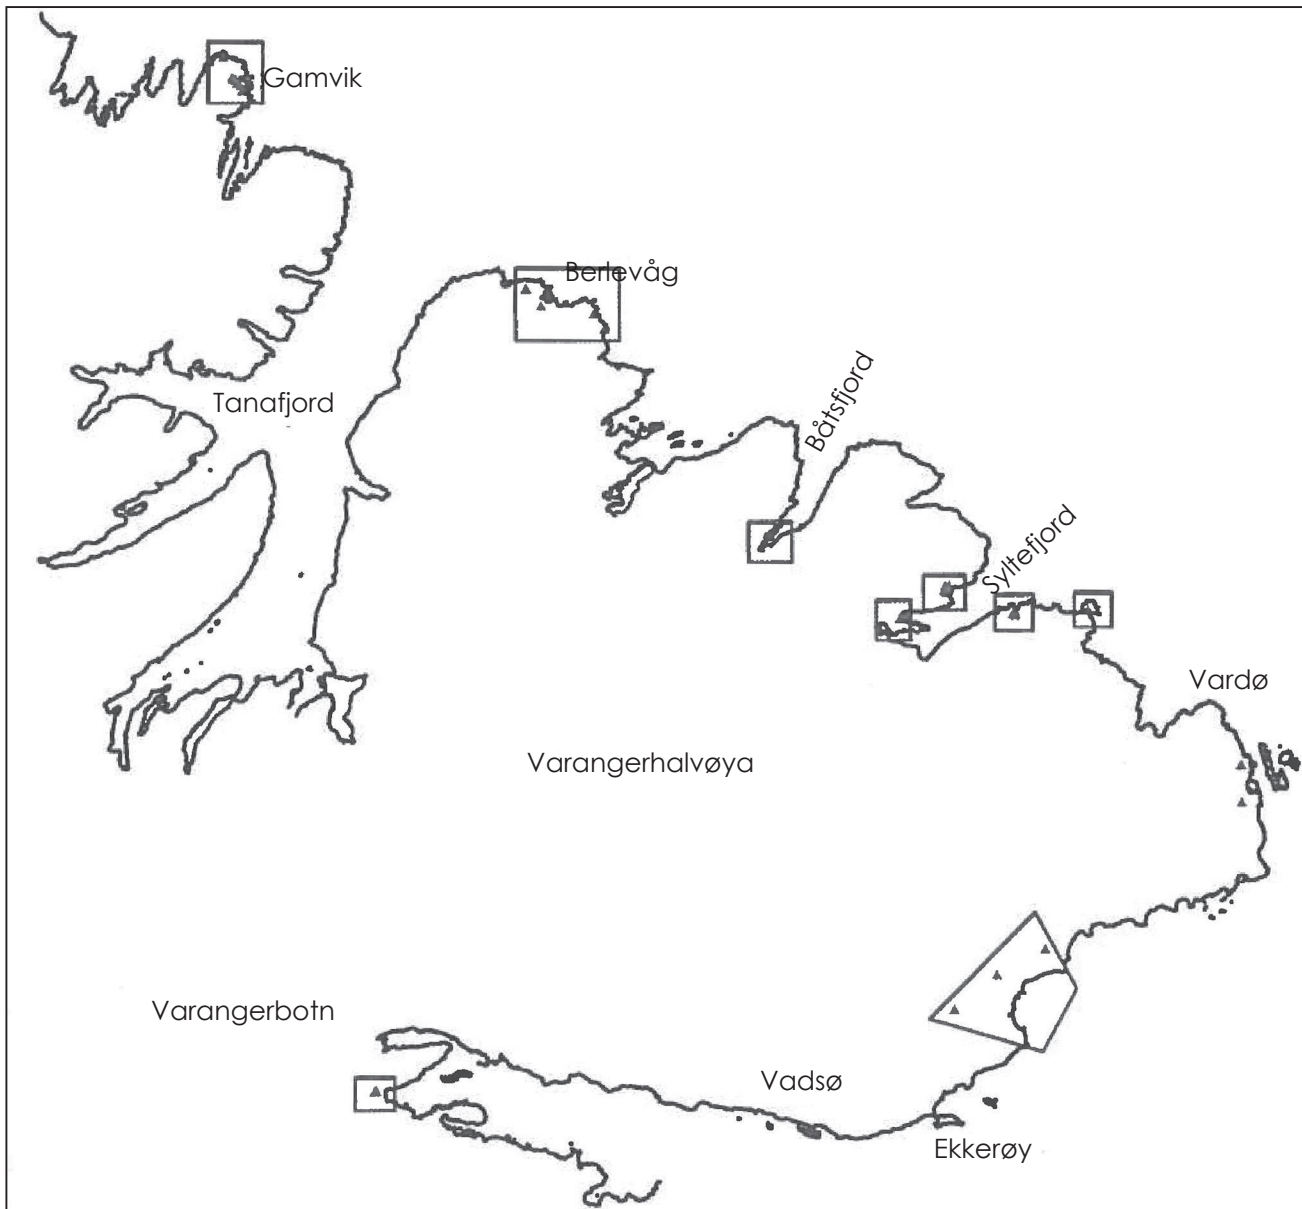 Gamvik
Berlevåg
Båtsfjord
Tanafjord
Syltefjord
Vardø
Varangerhalvøya
Varangerbotn
Vadsø
Ekkerøy